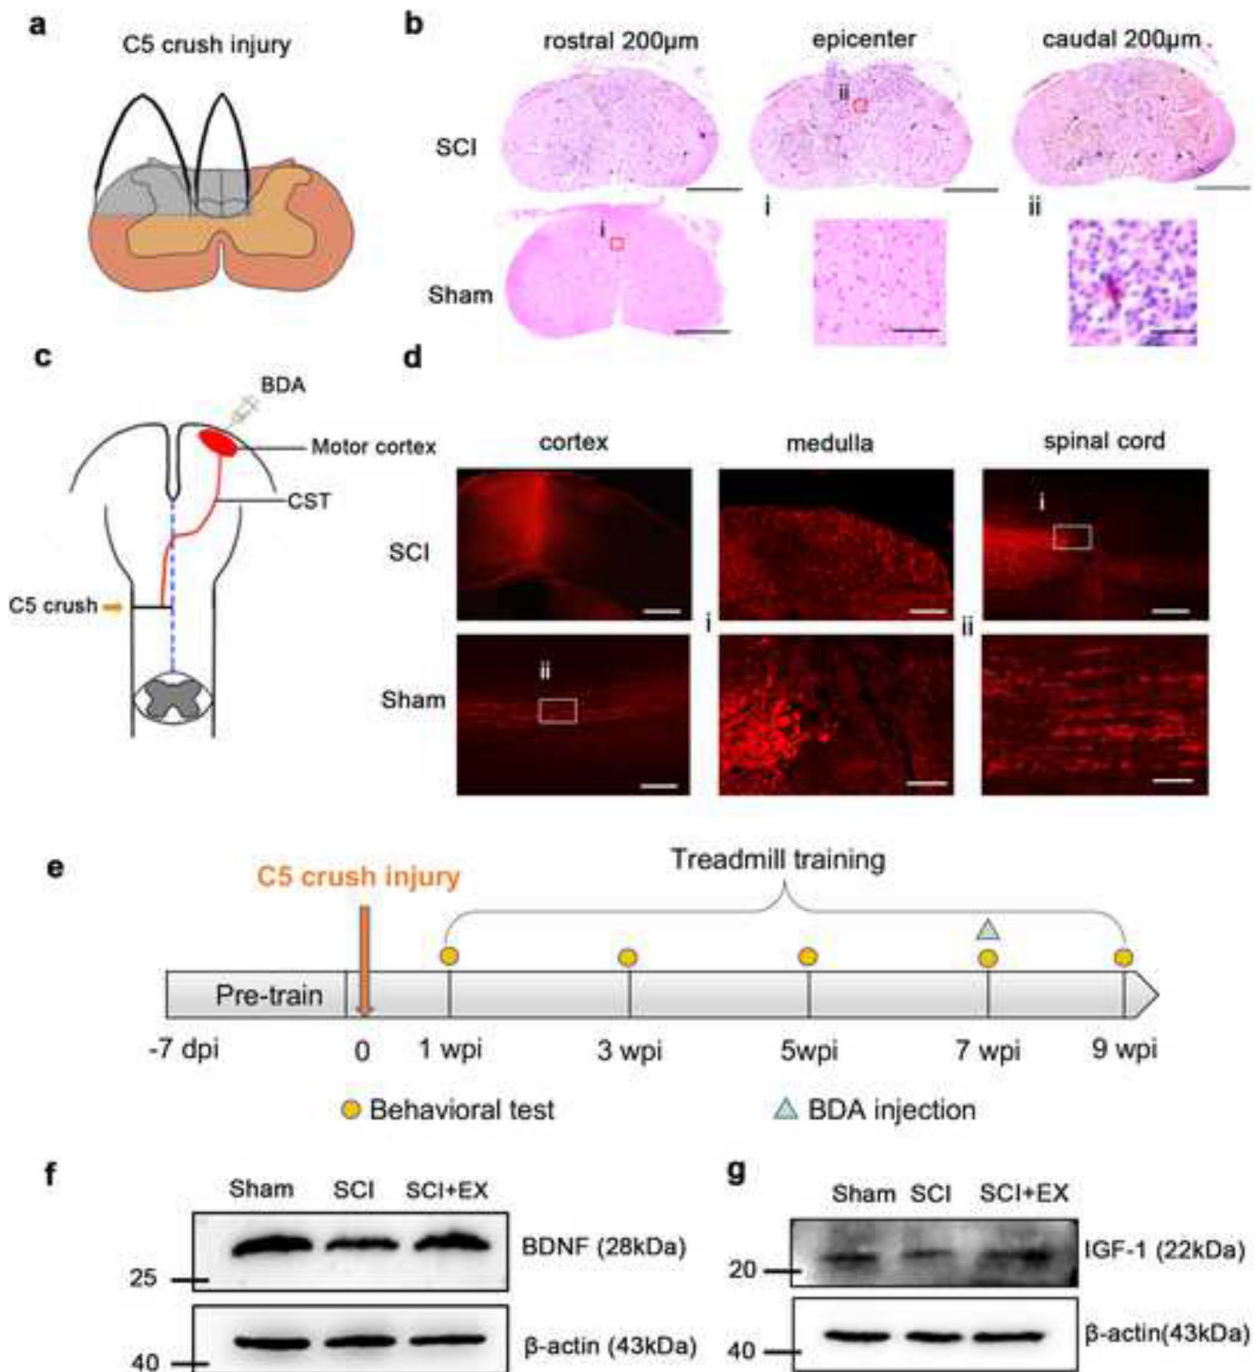 a
C5 crush injury
b
rostral 200μm
epicenter
caudal 200μm
SCI
ii
i
Sham
i
ii
c
BDA
Motor cortex
CST
C5 crush
d
cortex
medulla
spinal cord
SCI
i
Sham
ii
i
ii
e
C5 crush injury
Treadmill training
Pre-train
-7 dpi
0
1 wpi
3 wpi
5wpi
7 wpi
9 wpi
Behavioral test
BDA injection
f
Sham SCI SCI+EX
BDNF (28kDa)
25
β-actin (43kDa)
40
g
Sham SCI SCI+EX
IGF-1 (22kDa)
20
β-actin(43kDa)
40